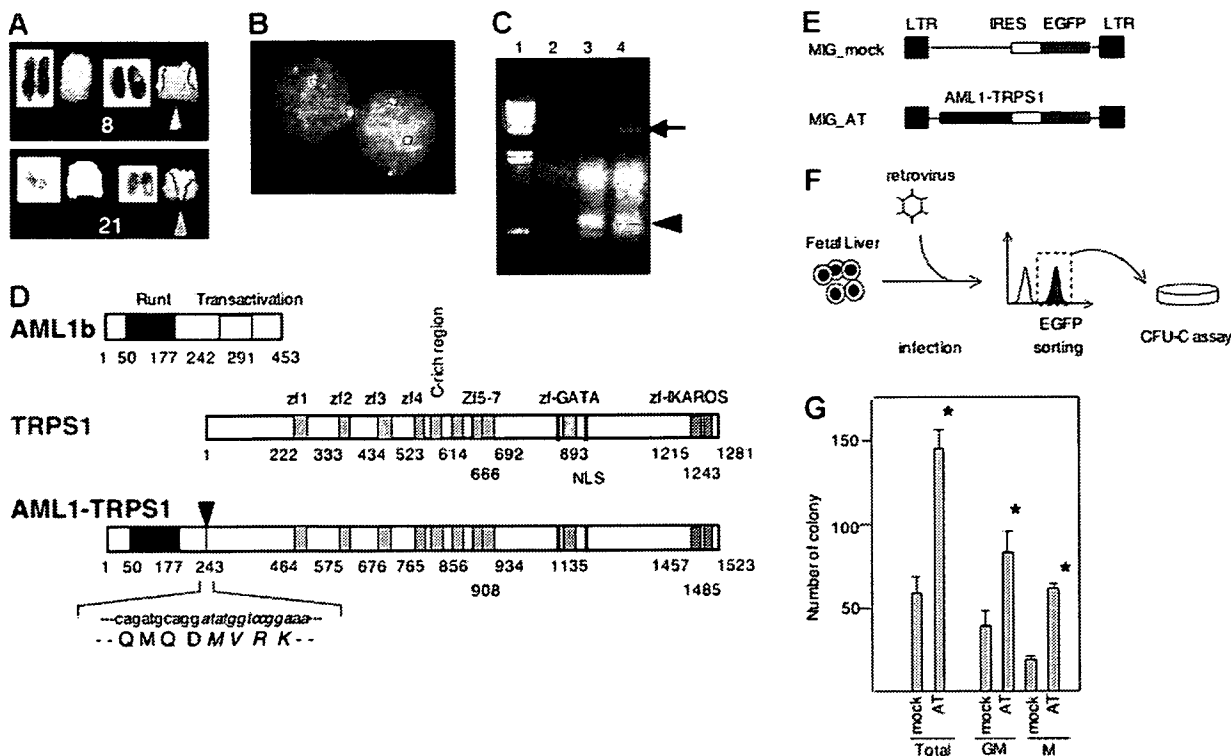 A
8
21
B
C
1 2 3 4
D
Runt Transactivation
AML1b
1 50 177 242 291 453
C-rich region
zf1 zf2 zf3 zf4 Zf5-7 zf-GATA zf-IKAROS
TRPS1
1 222 333 434 523 614 692 893 1215 1281
666 NLS 1243
AML1-TRPS1
1 50 177 243 464 575 676 765 856 934 1135 1457 1523
908 1485
---cagatgcaggatatggtccggaaa---
- - Q M Q D M V R K - -
E
LTR IRES EGFP LTR
MIG_mock
AML1-TRPS1
MIG_AT
F
retrovirus
Fetal Liver
infection
EGFP
sorting
CFU-C assay
G
Number of colony
150
100
50
* * *
mock AT mock AT mock AT
Total GM M